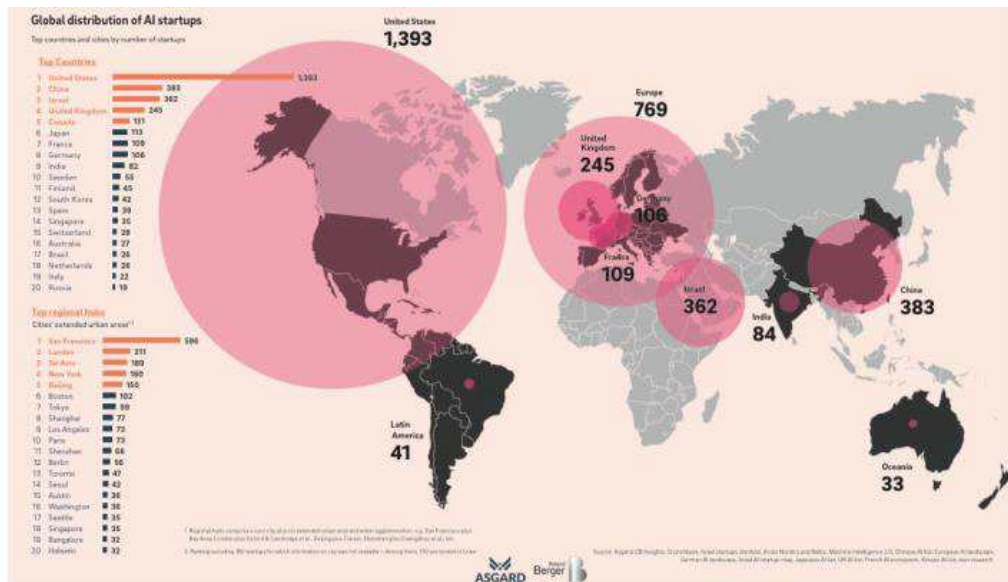 Global distribution of AI startups
Top countries and cities by number of startups
Top Countries
1 United States 1,393
2 China 383
3 Israel 362
4 United Kingdom 245
5 Canada 131
6 Japan 113
7 France 109
8 Germany 106
9 India 82
10 Sweden 55
11 Finland 45
12 South Korea 42
13 Spain 39
14 Singapore 35
15 Switzerland 28
16 Australia 27
17 Brazil 26
18 Netherlands 26
19 Italy 22
20 Russia 19
Top regional hubs
Cities' extended urban areas
1 San Francisco 596
2 London 211
3 Tel Aviv 189
4 New York
5 Beijing 150
6 Boston 102
7 Tokyo
8 Shanghai 77
9 Los Angeles 73
10 Paris 73
11 Shenzhen 66
12 Berlin 56
13 Toronto 47
14 Seoul 42
15 Austin 36
16 Washington 36
17 Seattle 35
18 Singapore 35
19 Bangalore 32
20 Helsinki 32
United States
1,393
Europe
769
United
Kingdom
245
Germany
106
France
109
Israel
362
India
84
China
383
Latin
America
41
Oceania
33
ASGARD
Roland
Berger